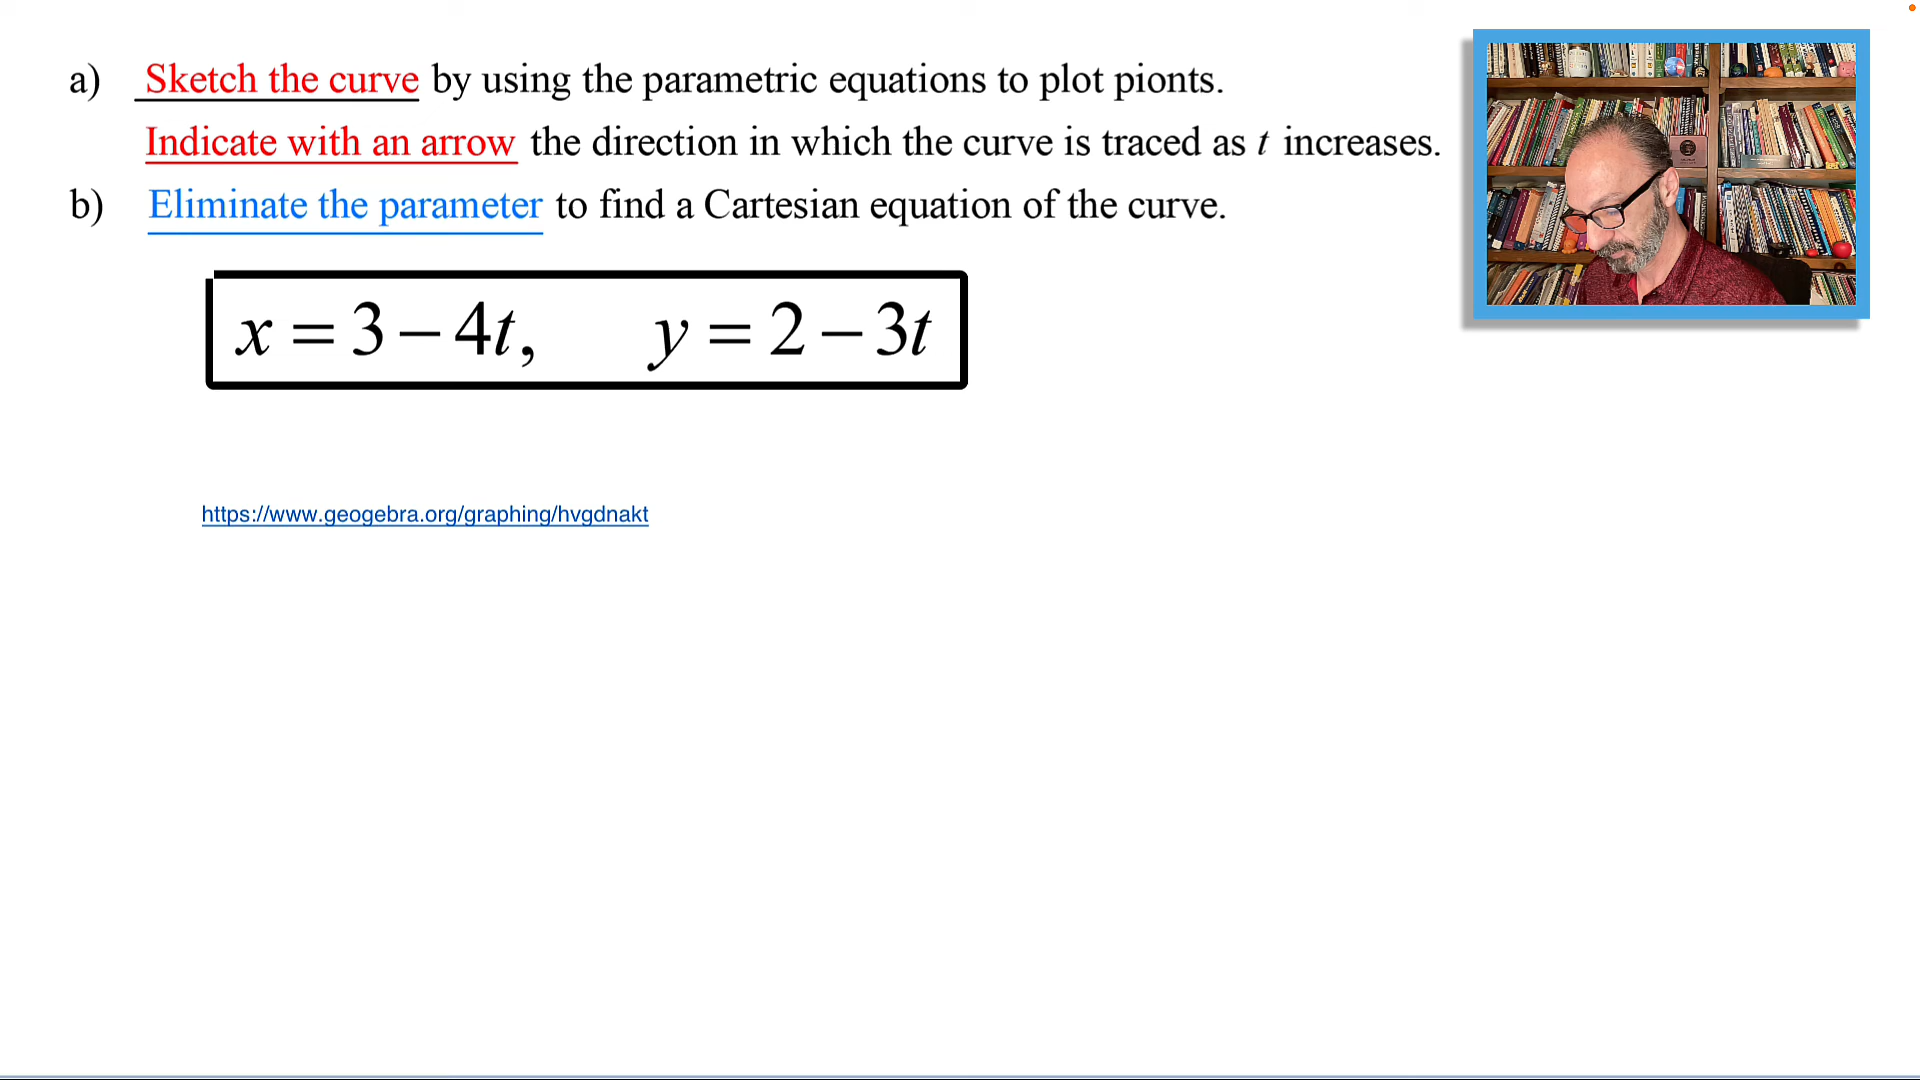 a) Sketch the curve by using the parametric equations to plot pionts.
Indicate with an arrow the direction in which the curve is traced as t increases.
b) Eliminate the parameter to find a Cartesian equation of the curve.
x = 3 – 4t, y = 2 – 3t
https://www.geogebra.org/graphing/hvgdnakt